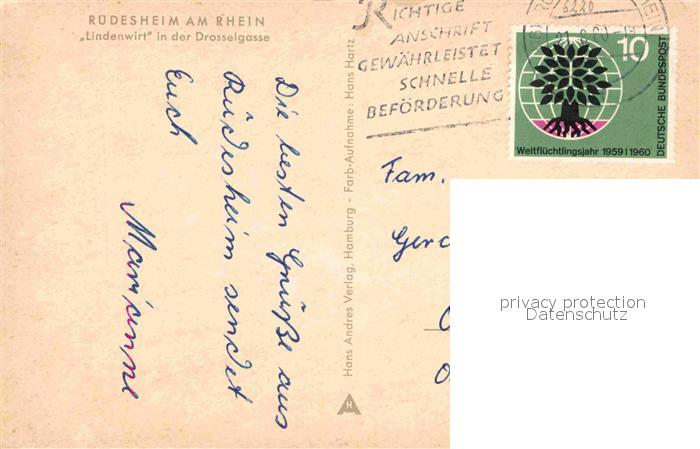 RÜDESHEIM AM RHEIN
„Lindenwirt" in der Drosselgasse
Die besten Grüße aus
Rüdesheim sendet
Euch
Marianne
Hans Andres Verlag, Hamburg - Farb-Aufnahme: Hans Hartz
RICHTIGE
ANSCHRIFT
GEWÄHRLEISTET
SCHNELLE
BEFÖRDERUNG
6220
10
DEUTSCHE BUNDESPOST
Weltflüchtlingsjahr 1959 | 1960
Fam.
privacy protection
Datenschutz